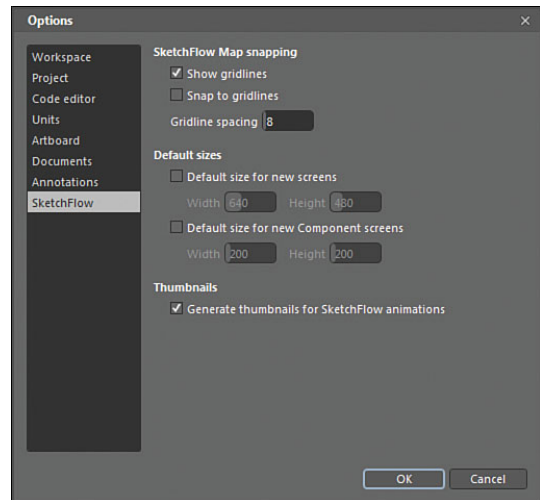 Options
Workspace
Project
Code editor
Units
Artboard
Documents
Annotations
SketchFlow
SketchFlow Map snapping
Show gridlines
Snap to gridlines
Gridline spacing 8
Default sizes
Default size for new screens
Width 640 Height 480
Default size for new Component screens
Width 200 Height 200
Thumbnails
Generate thumbnails for SketchFlow animations
OK Cancel